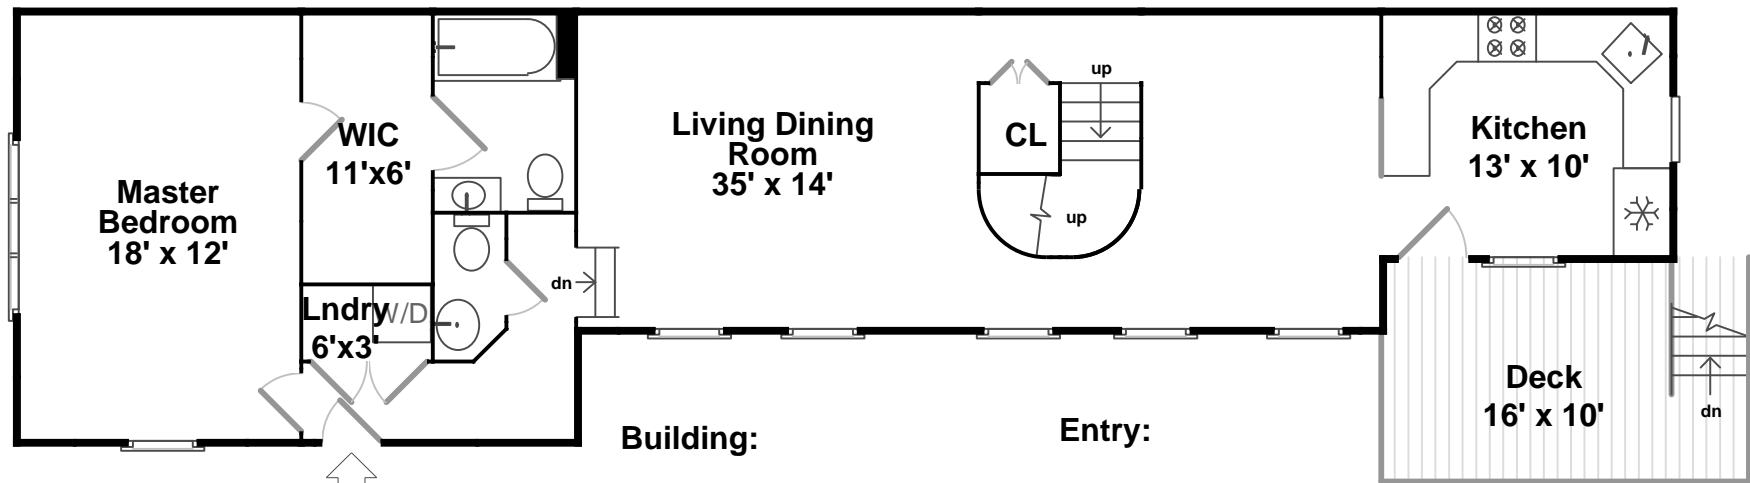 Master
Bedroom
18' x 12'
WIC
11'x6'
Lndry
6'x3'
W/D
dn
Living Dining
Room
35' x 14'
CL
up
up
Kitchen
13' x 10'
Deck
16' x 10'
dn
Building:
Entry: